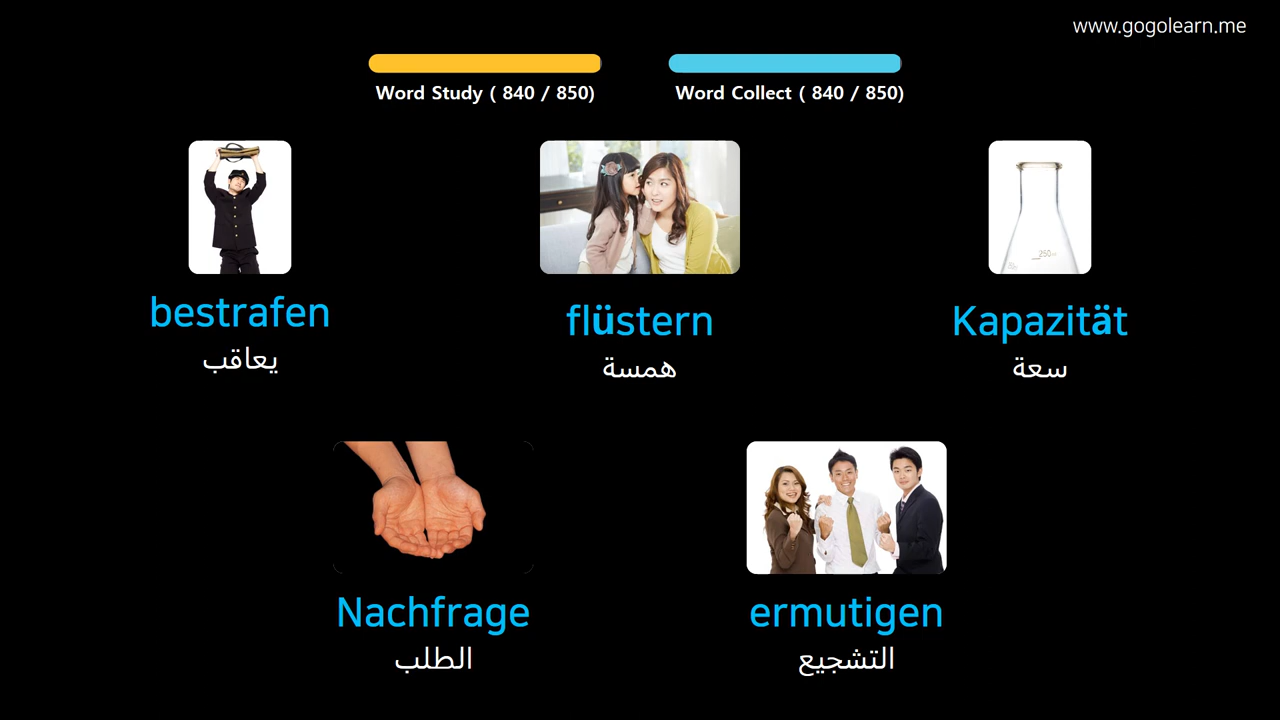 www.gogolearn.me
Word Study ( 840 / 850)
Word Collect ( 840 / 850)
bestrafen
يعاقب
flüstern
همسة
250
Kapazität
سعة
Nachfrage
الطلب
ermutigen
التشجيع